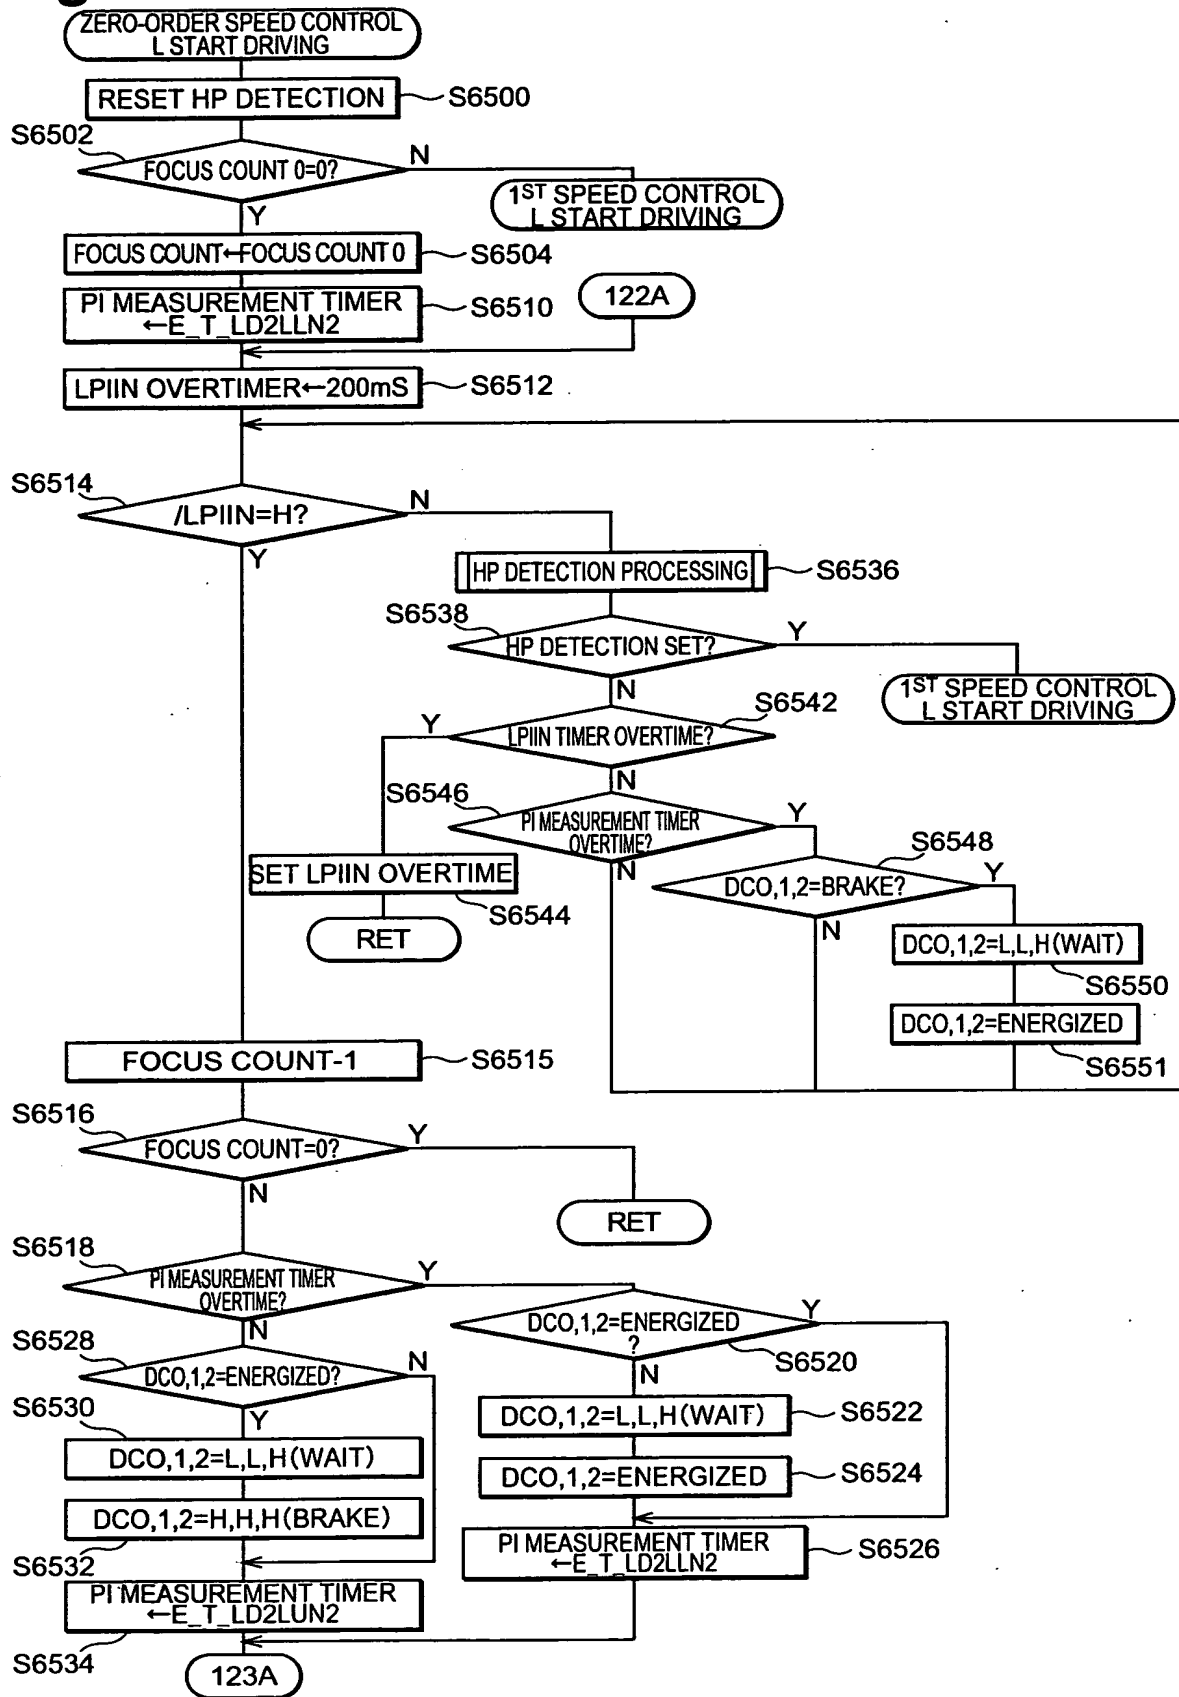 ZERO-ORDER SPEED CONTROL
L START DRIVING
RESET HP DETECTION
S6500
S6502
FOCUS COUNT 0=0?
N
Y
1ST SPEED CONTROL
L START DRIVING
FOCUS COUNT←FOCUS COUNT 0
S6504
PI MEASUREMENT TIMER
←E_T_LD2LLN2
S6510
122A
LPIIN OVERTIMER←200mS
S6512
S6514
/LPIIN=H?
N
Y
HP DETECTION PROCESSING
S6536
S6538
HP DETECTION SET?
Y
N
1ST SPEED CONTROL
L START DRIVING
S6542
LPIIN TIMER OVERTIME?
Y
N
S6546
PI MEASUREMENT TIMER
OVERTIME?
Y
N
SET LPIIN OVERTIME
S6544
RET
S6548
DCO,1,2=BRAKE?
Y
N
DCO,1,2=L,L,H(WAIT)
S6550
DCO,1,2=ENERGIZED
S6551
FOCUS COUNT-1
S6515
S6516
FOCUS COUNT=0?
Y
N
RET
S6518
PI MEASUREMENT TIMER
OVERTIME?
Y
N
DCO,1,2=ENERGIZED
?
Y
S6520
N
S6528
DCO,1,2=ENERGIZED?
N
Y
S6530
DCO,1,2=L,L,H(WAIT)
DCO,1,2=L,L,H(WAIT)
S6522
DCO,1,2=ENERGIZED
S6524
DCO,1,2=H,H,H(BRAKE)
S6532
PI MEASUREMENT TIMER
←E_T_LD2LLN2
S6526
PI MEASUREMENT TIMER
←E_T_LD2LUN2
S6534
123A